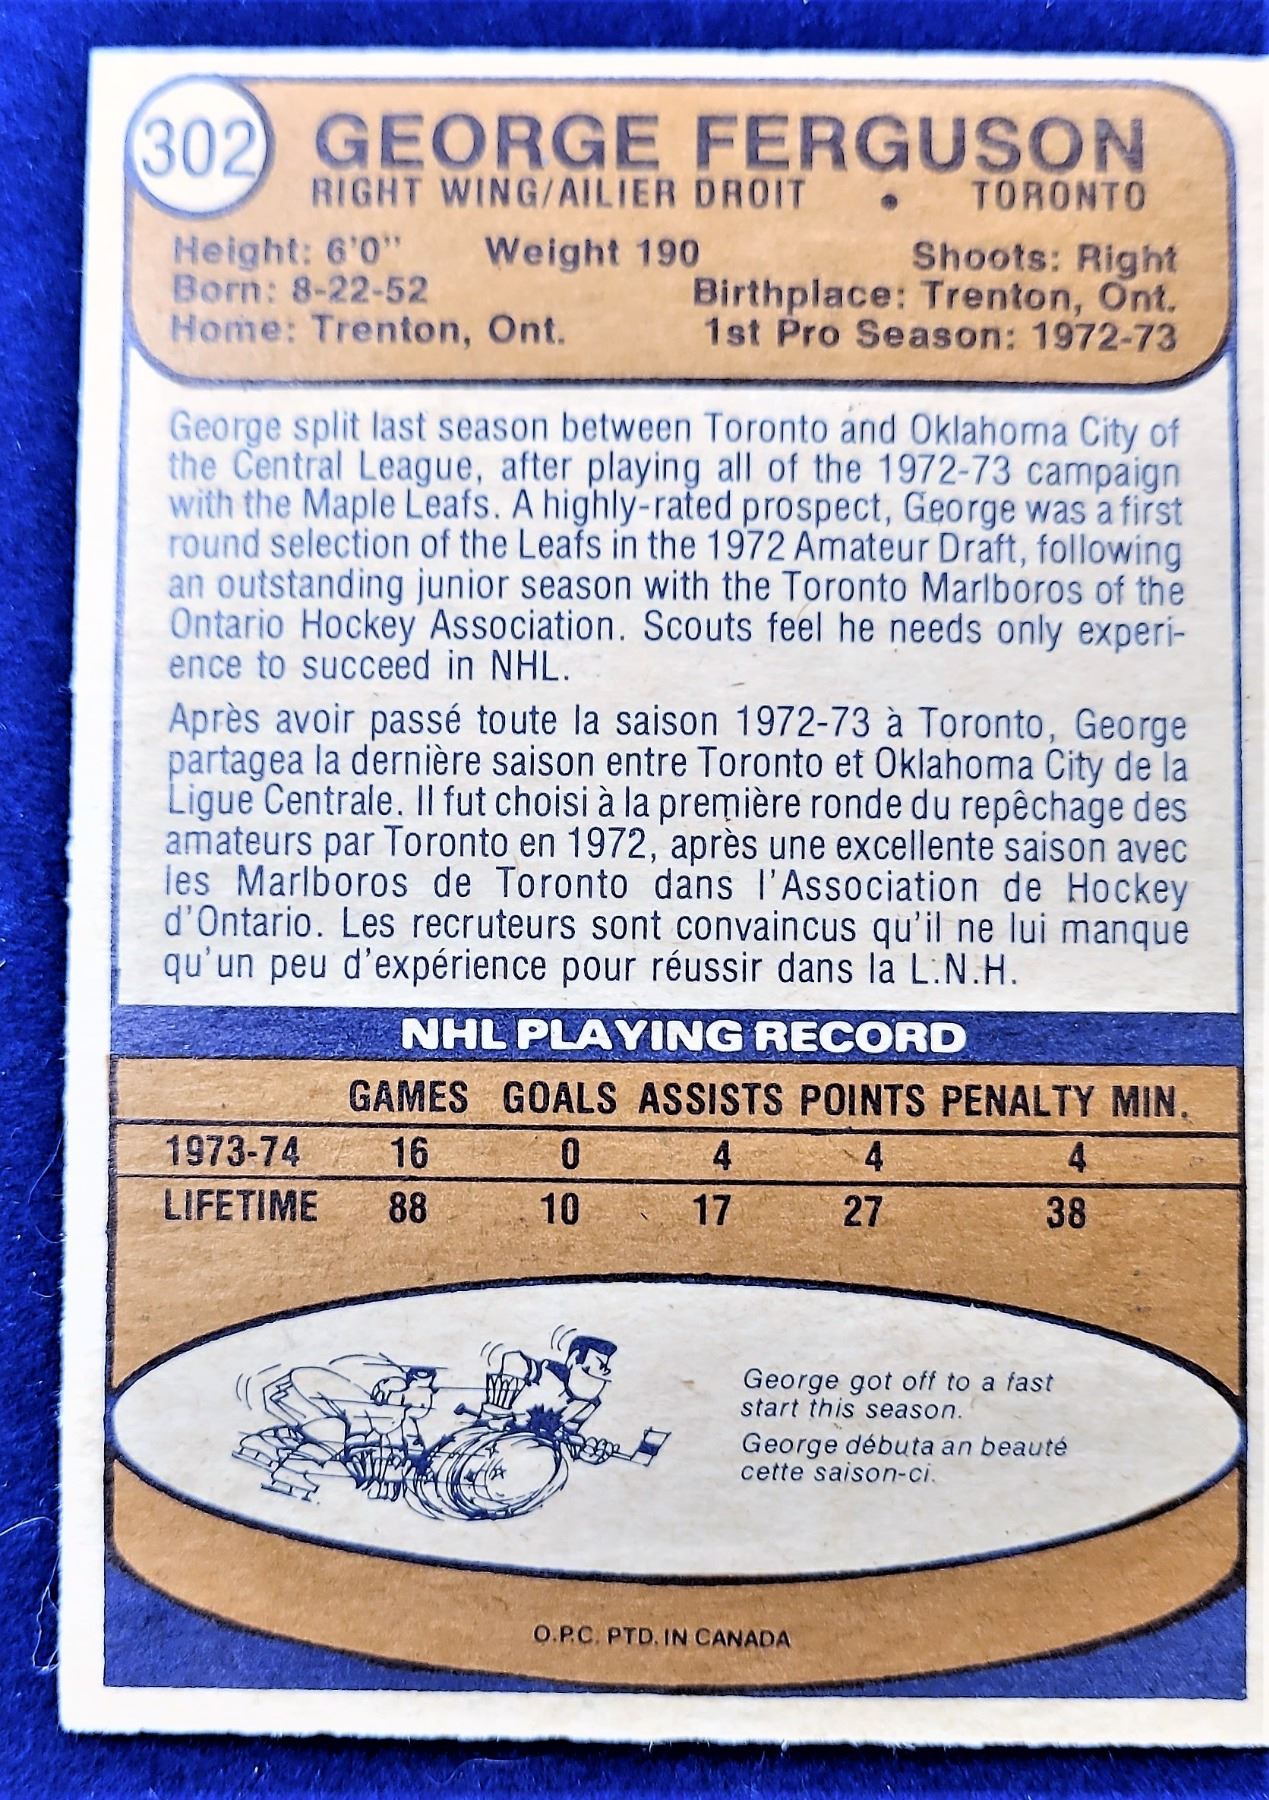 302
GEORGE FERGUSON
RIGHT WING/AILIER DROIT • TORONTO
Height: 6'0" Weight 190 Shoots: Right
Born: 8-22-52 Birthplace: Trenton, Ont.
Home: Trenton, Ont. 1st Pro Season: 1972-73
George split last season between Toronto and Oklahoma City of
the Central League, after playing all of the 1972-73 campaign
with the Maple Leafs. A highly-rated prospect, George was a first
round selection of the Leafs in the 1972 Amateur Draft, following
an outstanding junior season with the Toronto Marlboros of the
Ontario Hockey Association. Scouts feel he needs only experi-
ence to succeed in NHL.
Après avoir passé toute la saison 1972-73 à Toronto, George
partagea la dernière saison entre Toronto et Oklahoma City de la
Ligue Centrale. Il fut choisi à la première ronde du repêchage des
amateurs par Toronto en 1972, après une excellente saison avec
les Marlboros de Toronto dans l'Association de Hockey
d'Ontario. Les recruteurs sont convaincus qu'il ne lui manque
qu'un peu d'expérience pour réussir dans la L.N.H.
NHL PLAYING RECORD
GAMES GOALS ASSISTS POINTS PENALTY MIN.
1973-74 16 0 4 4 4
LIFETIME 88 10 17 27 38
George got off to a fast
start this season.
George débuta an beauté
cette saison-ci.
O.P.C. PTD. IN CANADA